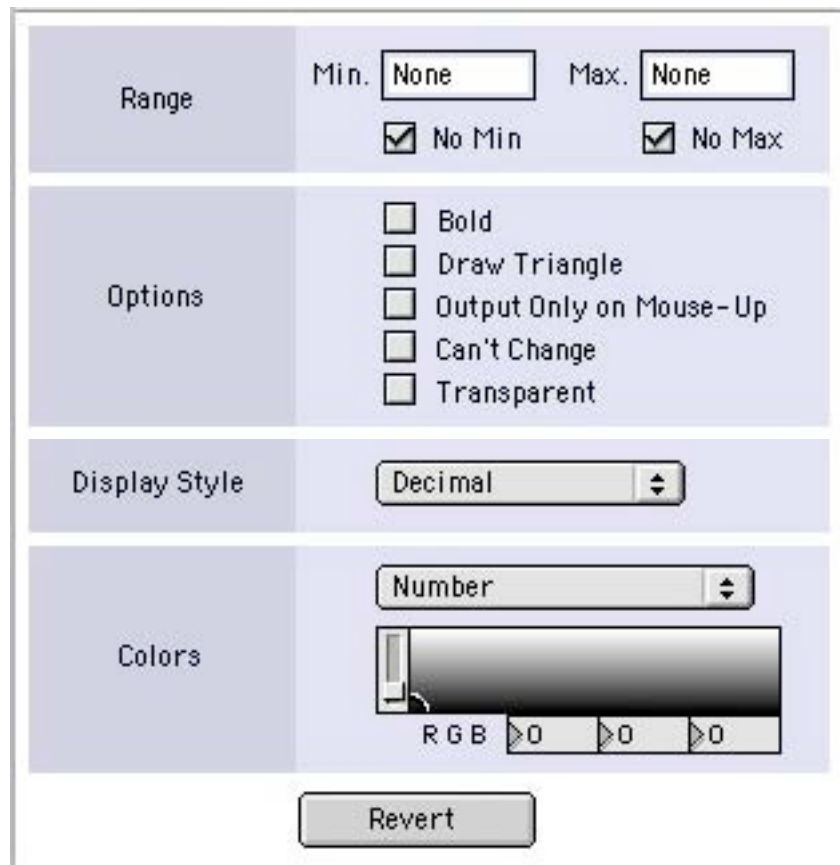 Range
Min. None Max. None
No Min No Max
Options
Bold
Draw Triangle
Output Only on Mouse-Up
Can't Change
Transparent
Display Style
Decimal
Colors
Number
R G B 0 0 0
Revert